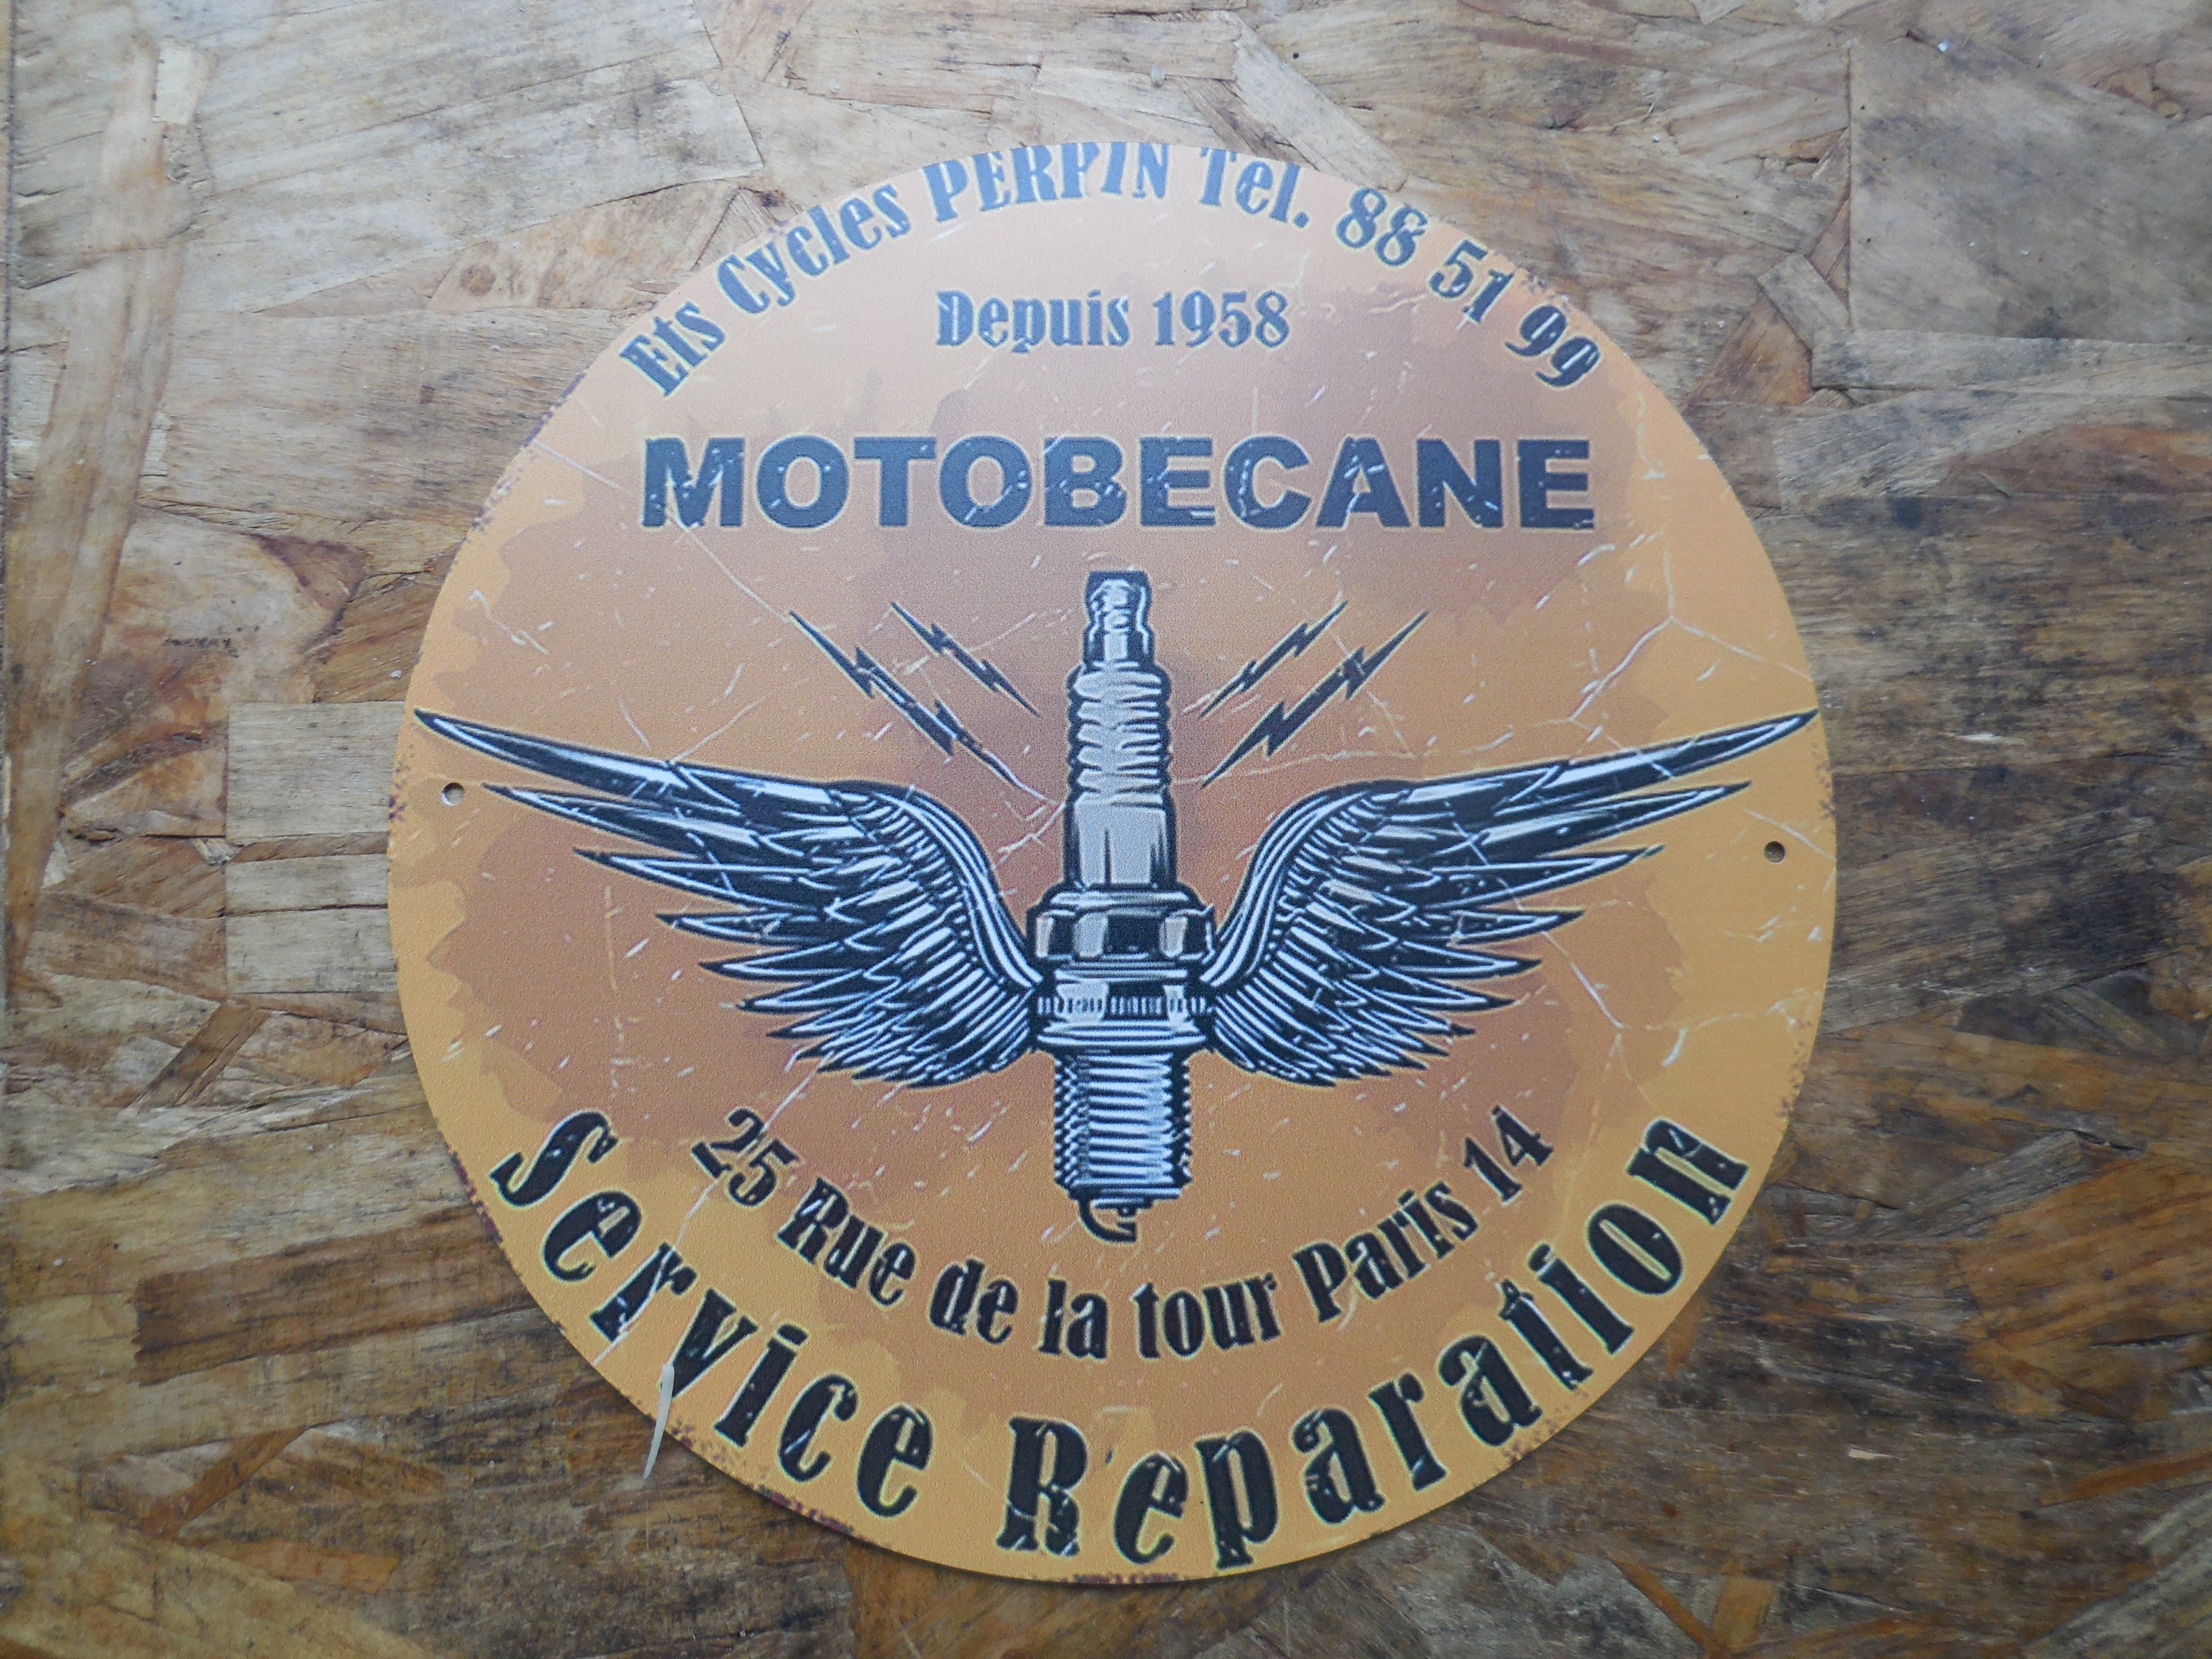 Ets Cycles PERPIN Tel. 88 51 99
Depuis 1958
MOTOBECANE
25 Rue de la tour Paris 14
Service Reparation